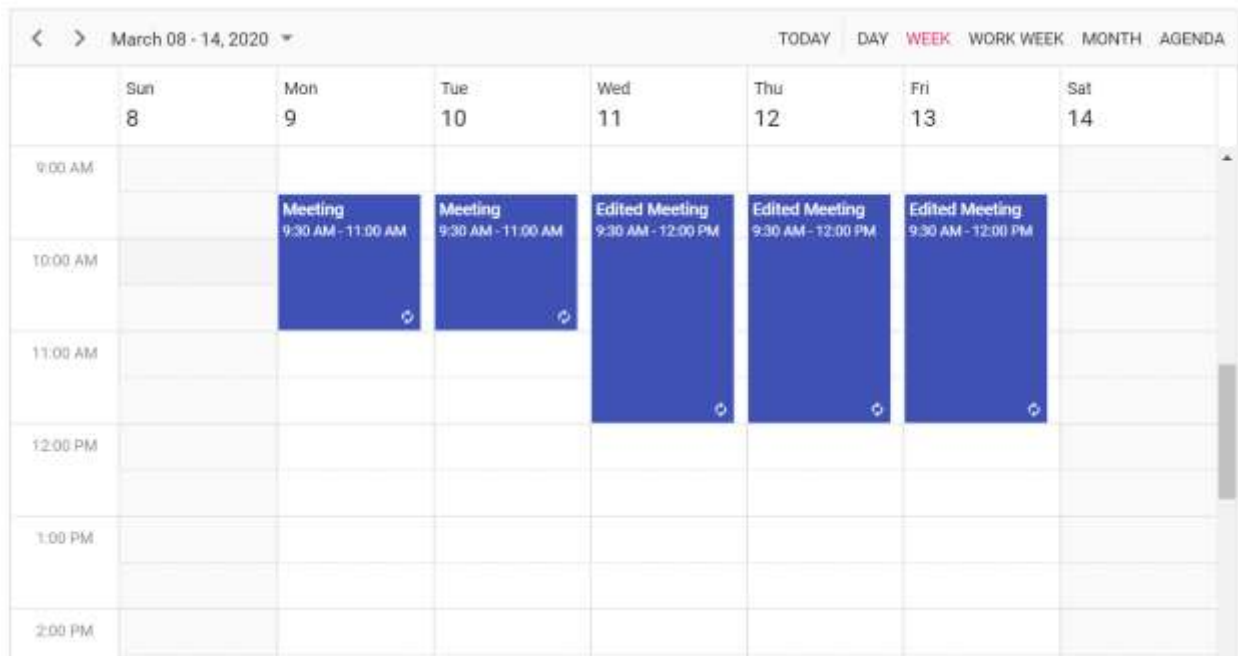 March 08 - 14, 2020
TODAY DAY WEEK WORK WEEK MONTH AGENDA
Sun Mon Tue Wed Thu Fri Sat
8 9 10 11 12 13 14
9:00 AM
Meeting Meeting Edited Meeting Edited Meeting Edited Meeting
9:30 AM - 11:00 AM 9:30 AM - 11:00 AM 9:30 AM - 12:00 PM 9:30 AM - 12:00 PM 9:30 AM - 12:00 PM
10:00 AM
11:00 AM
12:00 PM
1:00 PM
2:00 PM